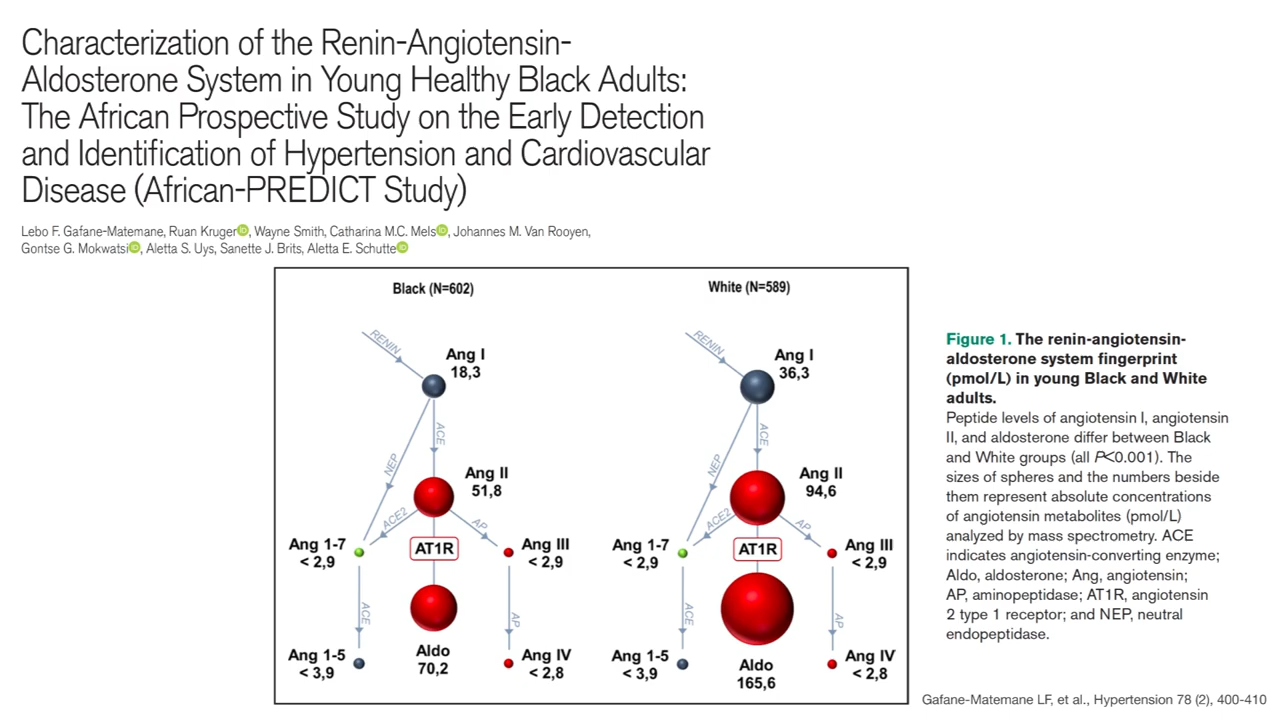 Characterization of the Renin-Angiotensin-
Aldosterone System in Young Healthy Black Adults:
The African Prospective Study on the Early Detection
and Identification of Hypertension and Cardiovascular
Disease (African-PREDICT Study)
Lebo F. Gafane-Matemane, Ruan Kruger, Wayne Smith, Catharina M.C. Mels, Johannes M. Van Rooyen,
Gontse G. Mokwatsi, Aletta S. Uys, Sanette J. Brits, Aletta E. Schutte
Black (N=602)
RENIN
Ang I
18,3
ACE
NEP
Ang II
51,8
ACE2
AP
Ang 1-7
< 2,9
AT1R
Ang III
< 2,9
ACE
AP
Ang 1-5
< 3,9
Aldo
70,2
Ang IV
< 2,8
White (N=589)
RENIN
Ang I
36,3
ACE
NEP
Ang II
94,6
ACE2
AP
Ang 1-7
< 2,9
AT1R
Ang III
< 2,9
ACE
AP
Ang 1-5
< 3,9
Aldo
165,6
Ang IV
< 2,8
Figure 1. The renin-angiotensin-
aldosterone system fingerprint
(pmol/L) in young Black and White
adults.
Peptide levels of angiotensin I, angiotensin
II, and aldosterone differ between Black
and White groups (all P<0.001). The
sizes of spheres and the numbers beside
them represent absolute concentrations
of angiotensin metabolites (pmol/L)
analyzed by mass spectrometry. ACE
indicates angiotensin-converting enzyme;
Aldo, aldosterone; Ang, angiotensin;
AP, aminopeptidase; AT1R, angiotensin
2 type 1 receptor; and NEP, neutral
endopeptidase.
Gafane-Matemane LF, et al., Hypertension 78 (2), 400-410